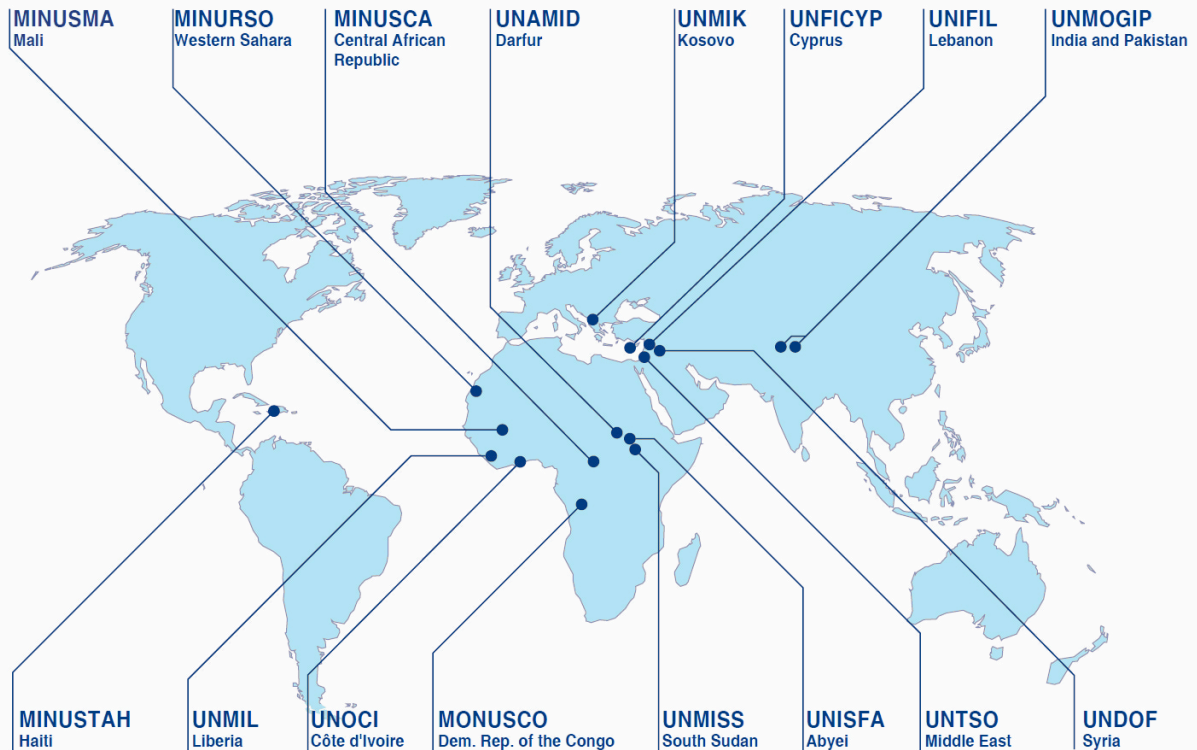 MINUSMA
Mali
MINURSO
Western Sahara
MINUSCA
Central African
Republic
UNAMID
Darfur
UNMIK
Kosovo
UNFICYP
Cyprus
UNIFIL
Lebanon
UNMOGIP
India and Pakistan
MINUSTAH
Haiti
UNMIL
Liberia
UNOCI
Côte d'Ivoire
MONUSCO
Dem. Rep. of the Congo
UNMISS
South Sudan
UNISFA
Abyei
UNTSO
Middle East
UNDOF
Syria